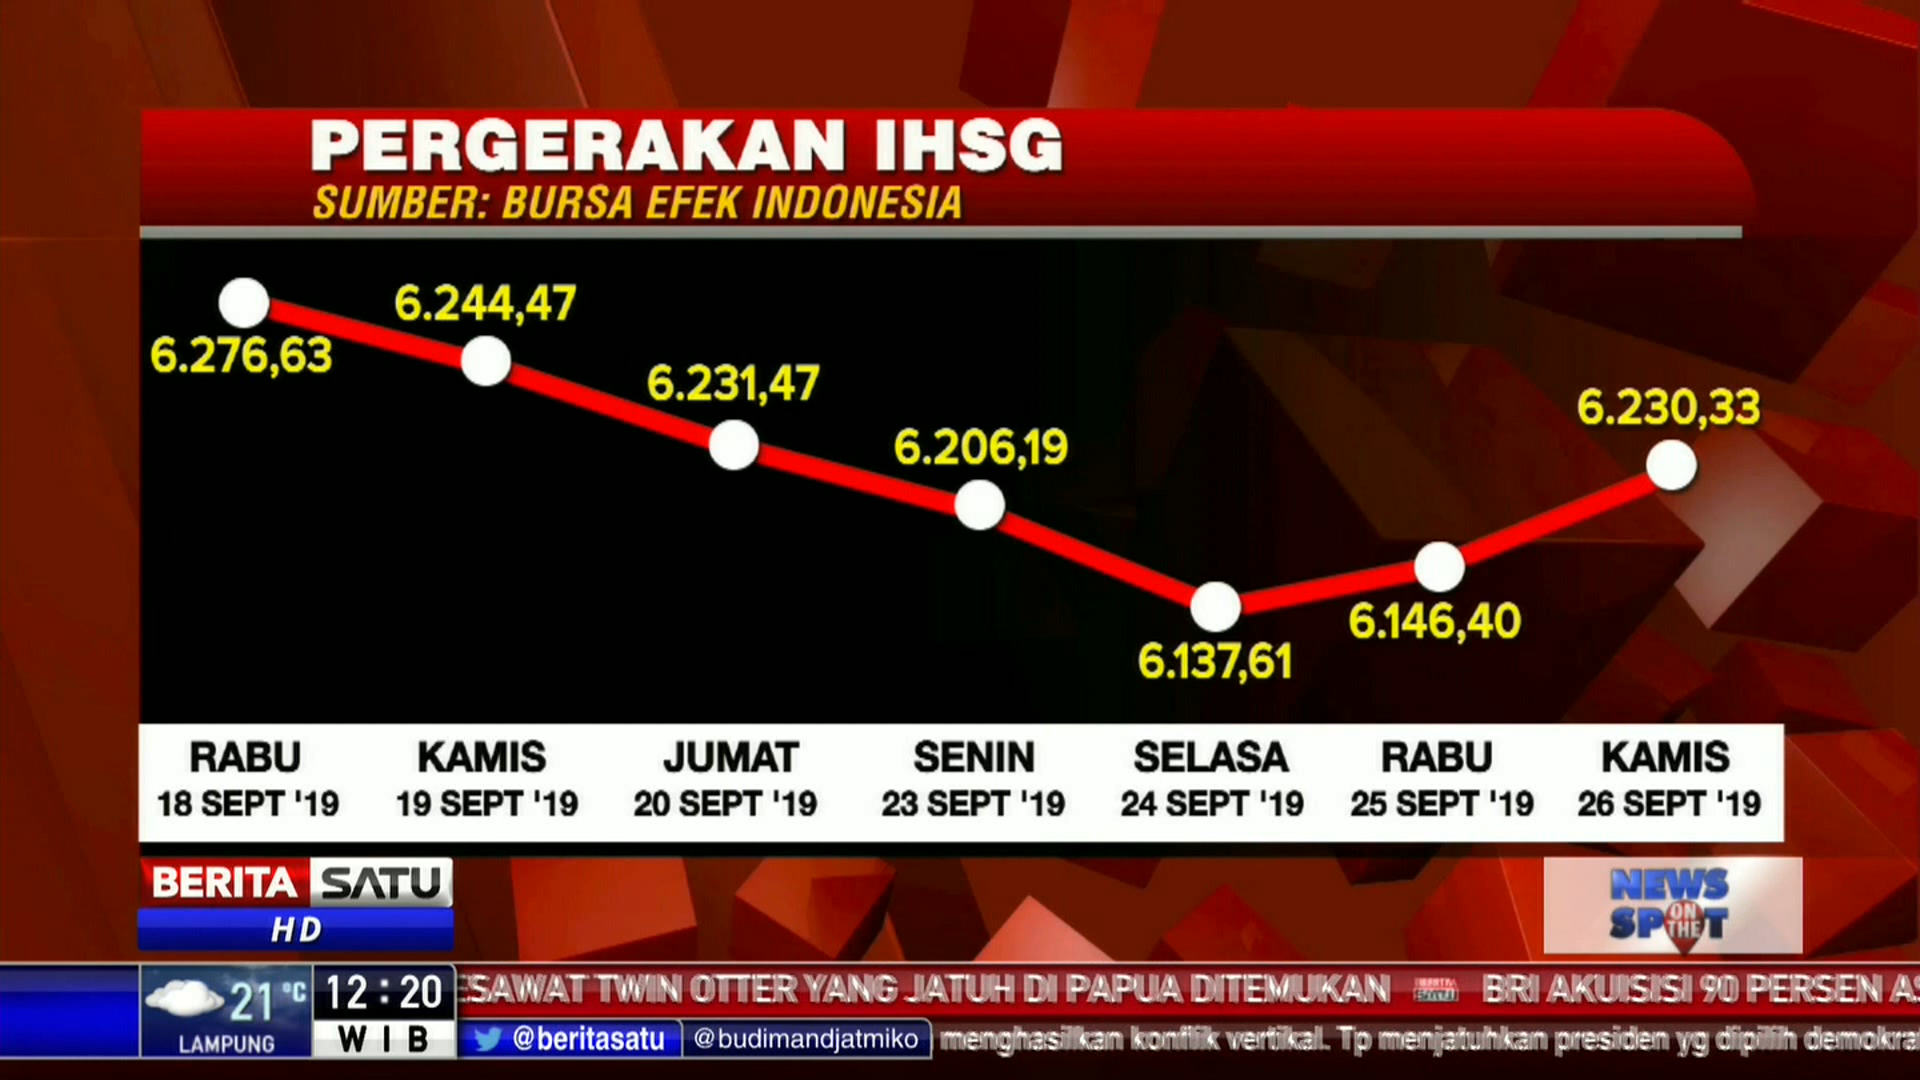 PERGERAKAN IHSG
SUMBER: BURSA EFEK INDONESIA
6.276,63
6.244,47
6.231,47
6.206,19
6.137,61
6.146,40
6.230,33
RABU KAMIS JUMAT SENIN SELASA RABU KAMIS
18 SEPT '19 19 SEPT '19 20 SEPT '19 23 SEPT '19 24 SEPT '19 25 SEPT '19 26 SEPT '19
BERITA SATU
HD
NEWS
ON THE
SPOT
21°C
LAMPUNG
12:20
WIB
ESAWAT TWIN OTTER YANG JATUH DI PAPUA DITEMUKAN BERITA SATU BRI AKUISISI 90 PERSEN AS
@beritasatu @budimandjatmiko menghasilkan konflik vertikal. Tp menjatuhkan presiden yg dipilih demokra